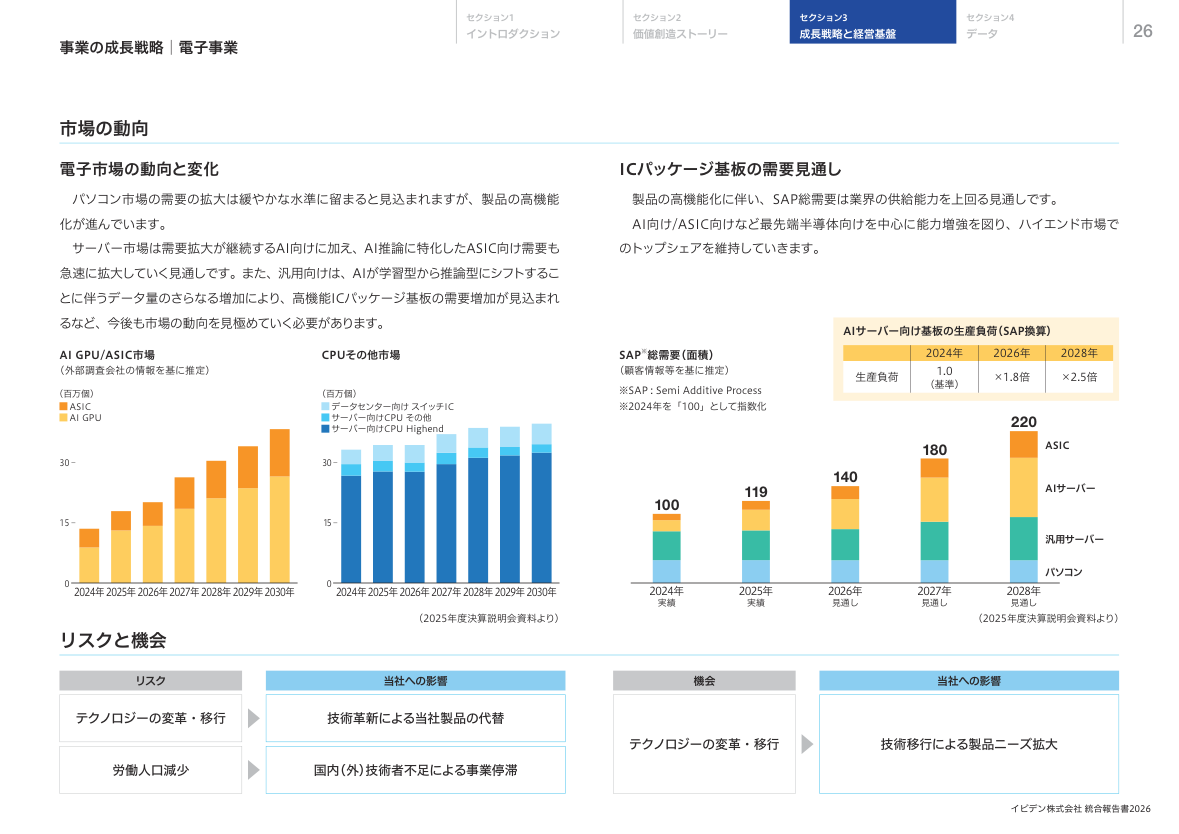 セクション1
イントロダクション
セクション2
価値創造ストーリー
セクション3
成長戦略と経営基盤
セクション4
データ
26
事業の成長戦略｜電子事業
市場の動向
電子市場の動向と変化
パソコン市場の需要の拡大は緩やかな水準に留まると見込まれますが、製品の高機能
化が進んでいます。
サーバー市場は需要拡大が継続するAI向けに加え、AI推論に特化したASIC向け需要も
急速に拡大していく見通しです。また、汎用向けは、AIが学習型から推論型にシフトするこ
とに伴うデータ量のさらなる増加により、高機能ICパッケージ基板の需要増加が見込まれ
るなど、今後も市場の動向を見極めていく必要があります。
AI GPU/ASIC市場
（外部調査会社の情報を基に推定）
（百万個）
ASIC
AI GPU
30
15
0
2024年 2025年 2026年 2027年 2028年 2029年 2030年
CPUその他市場
（百万個）
データセンター向け スイッチIC
サーバー向けCPU その他
サーバー向けCPU Highend
30
15
0
2024年 2025年 2026年 2027年 2028年 2029年 2030年
（2025年度決算説明会資料より）
ICパッケージ基板の需要見通し
製品の高機能化に伴い、SAP総需要は業界の供給能力を上回る見通しです。
AI向け/ASIC向けなど最先端半導体向けを中心に能力増強を図り、ハイエンド市場で
のトップシェアを維持していきます。
AIサーバー向け基板の生産負荷（SAP換算）
2024年 2026年 2028年
生産負荷 1.0（基準） ×1.8倍 ×2.5倍
SAP※総需要（面積）
（顧客情報等を基に推定）
※SAP : Semi Additive Process
※2024年を「100」として指数化
100
119
140
180
220
ASIC
AIサーバー
汎用サーバー
パソコン
2024年 2025年 2026年 2027年 2028年
実績 実績 見通し 見通し 見通し
（2025年度決算説明会資料より）
リスクと機会
リスク
当社への影響
テクノロジーの変革・移行
技術革新による当社製品の代替
労働人口減少
国内（外）技術者不足による事業停滞
機会
当社への影響
テクノロジーの変革・移行
技術移行による製品ニーズ拡大
イビデン株式会社 統合報告書2026